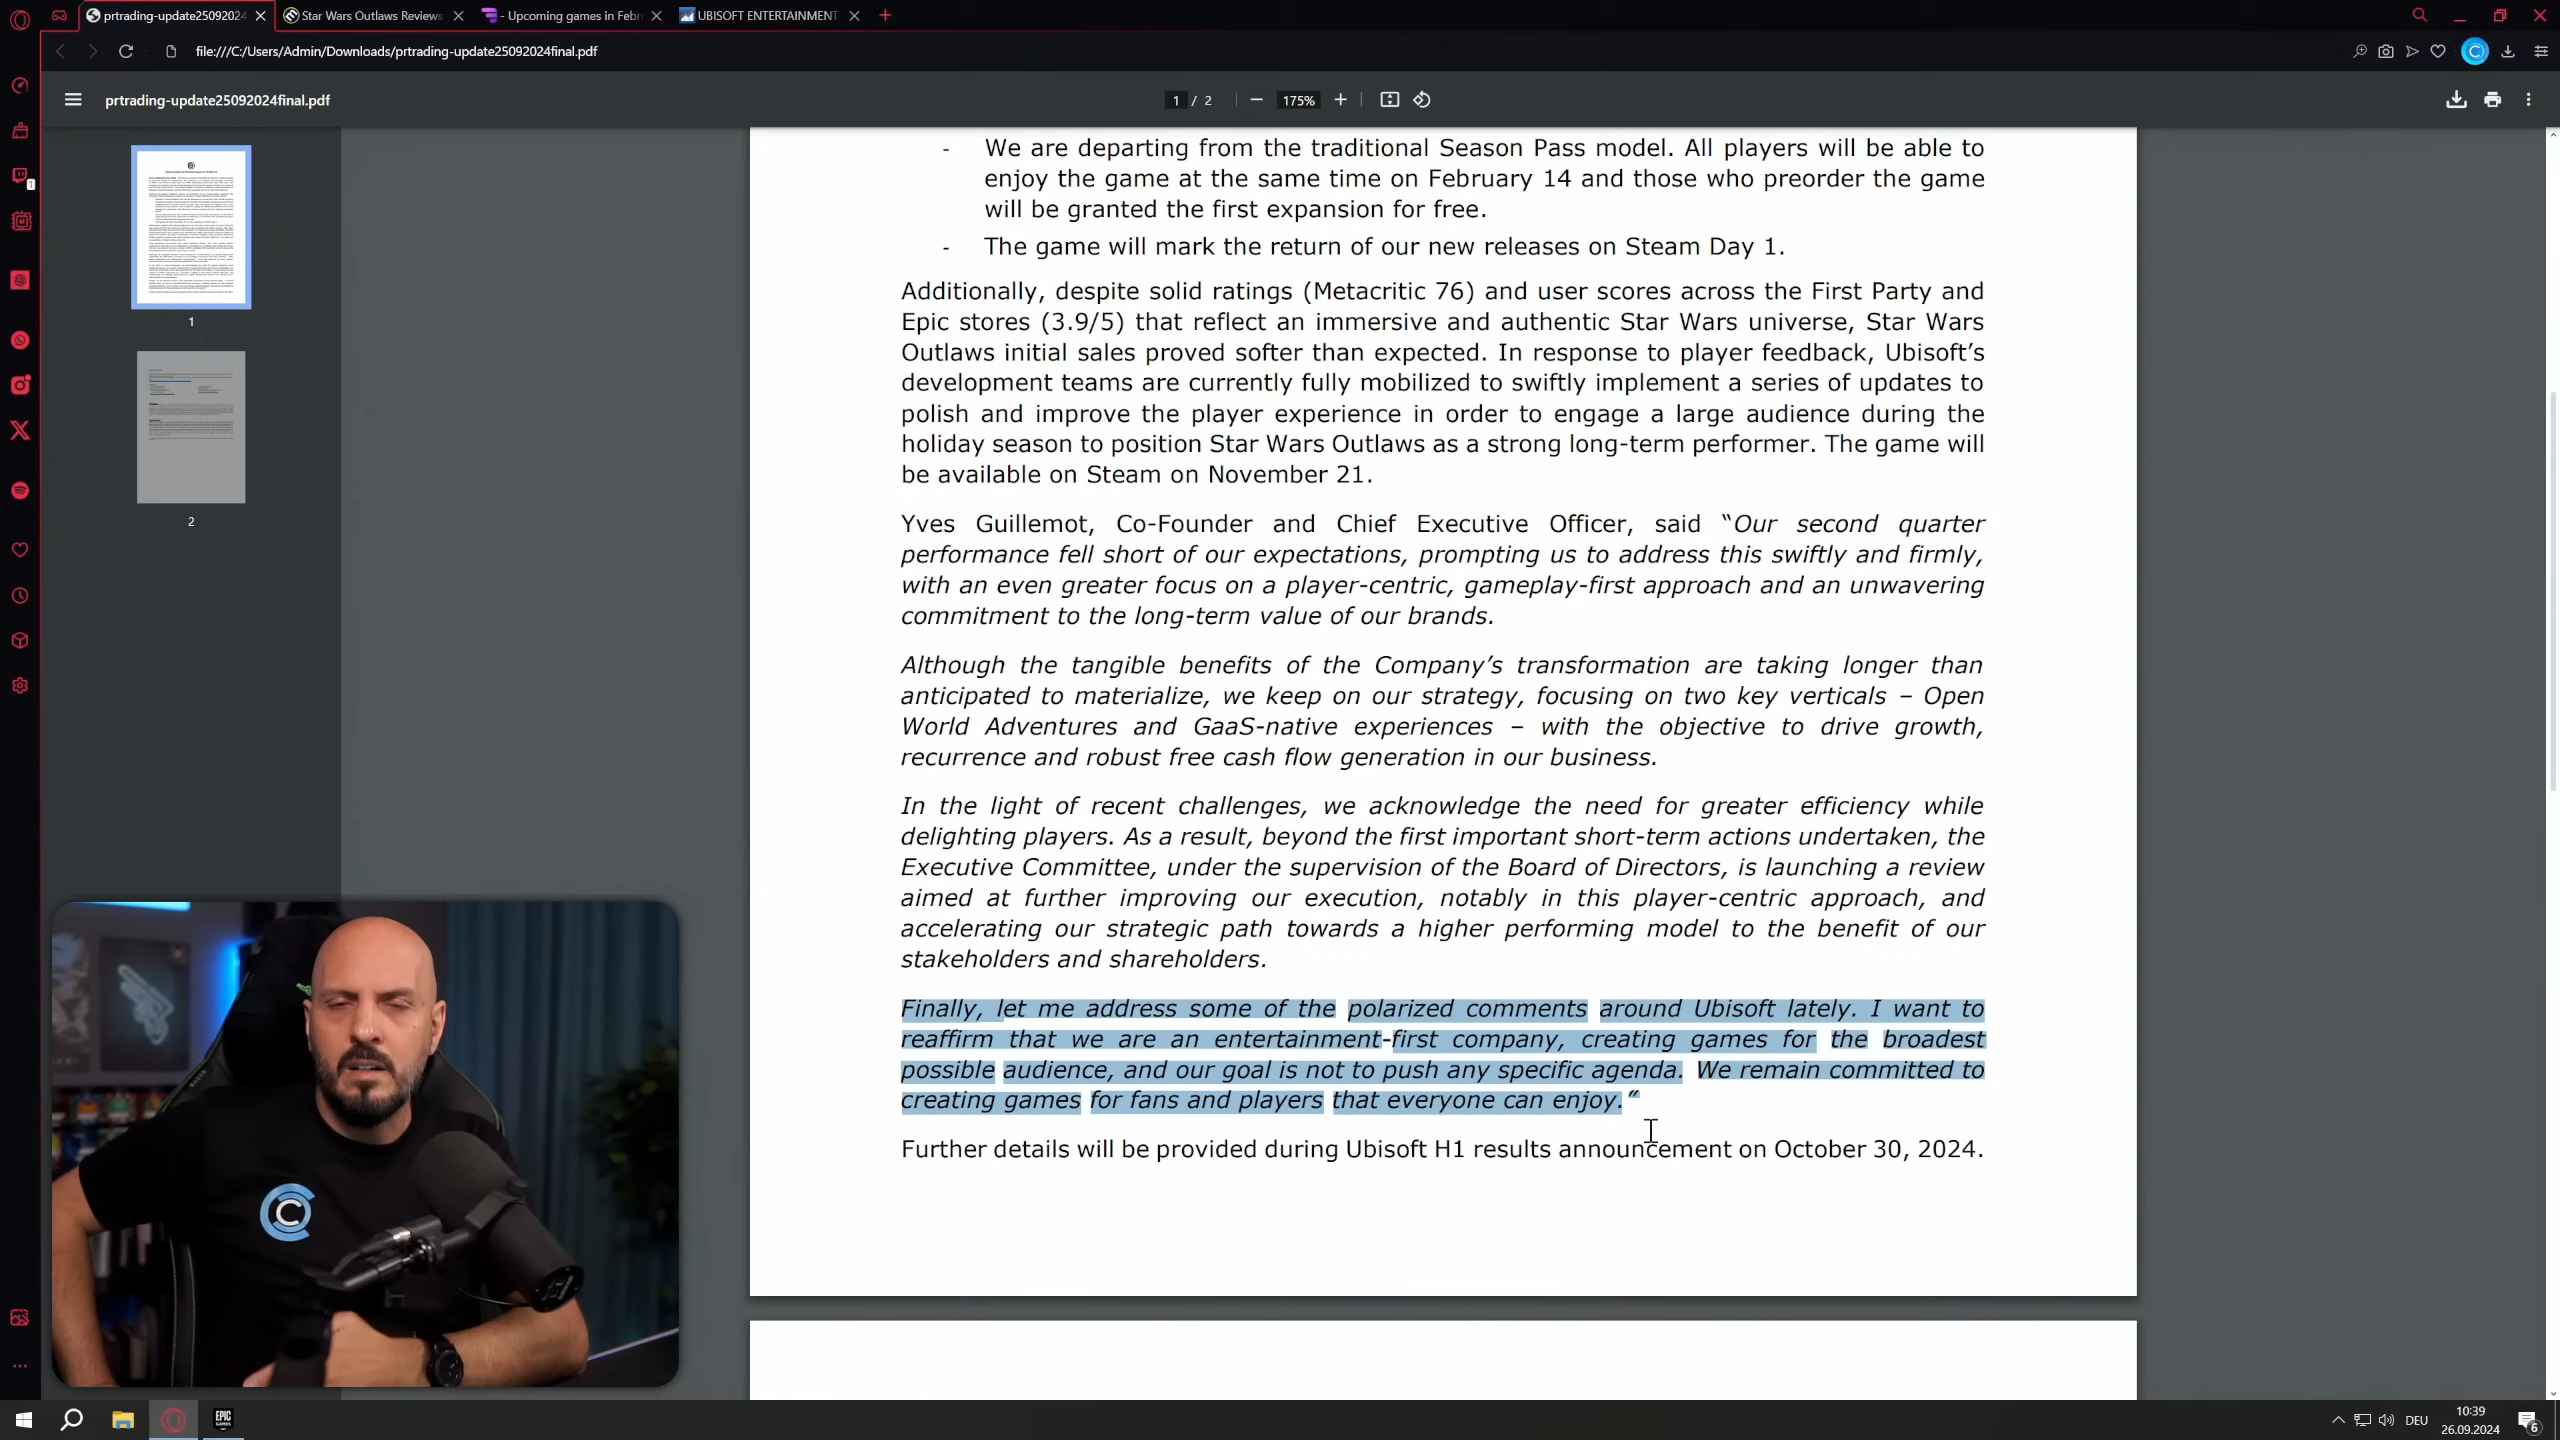 prtrading-update25092024
Star Wars Outlaws Reviews
- Upcoming games in Febr
UBISOFT ENTERTAINMENT
file:///C:/Users/Admin/Downloads/prtrading-update25092024final.pdf
prtrading-update25092024final.pdf
1 / 2
175%
- We are departing from the traditional Season Pass model. All players will be able to
enjoy the game at the same time on February 14 and those who preorder the game
will be granted the first expansion for free.
- The game will mark the return of our new releases on Steam Day 1.
Additionally, despite solid ratings (Metacritic 76) and user scores across the First Party and
Epic stores (3.9/5) that reflect an immersive and authentic Star Wars universe, Star Wars
Outlaws initial sales proved softer than expected. In response to player feedback, Ubisoft’s
development teams are currently fully mobilized to swiftly implement a series of updates to
polish and improve the player experience in order to engage a large audience during the
holiday season to position Star Wars Outlaws as a strong long-term performer. The game will
be available on Steam on November 21.
Yves Guillemot, Co-Founder and Chief Executive Officer, said “Our second quarter
performance fell short of our expectations, prompting us to address this swiftly and firmly,
with an even greater focus on a player-centric, gameplay-first approach and an unwavering
commitment to the long-term value of our brands.
Although the tangible benefits of the Company’s transformation are taking longer than
anticipated to materialize, we keep on our strategy, focusing on two key verticals – Open
World Adventures and GaaS-native experiences – with the objective to drive growth,
recurrence and robust free cash flow generation in our business.
In the light of recent challenges, we acknowledge the need for greater efficiency while
delighting players. As a result, beyond the first important short-term actions undertaken, the
Executive Committee, under the supervision of the Board of Directors, is launching a review
aimed at further improving our execution, notably in this player-centric approach, and
accelerating our strategic path towards a higher performing model to the benefit of our
stakeholders and shareholders.
Finally, let me address some of the polarized comments around Ubisoft lately. I want to
reaffirm that we are an entertainment-first company, creating games for the broadest
possible audience, and our goal is not to push any specific agenda. We remain committed to
creating games for fans and players that everyone can enjoy.“
Further details will be provided during Ubisoft H1 results announcement on October 30, 2024.
1
1
2
EPIC
GAMES
DEU
10:39
26.09.2024
6